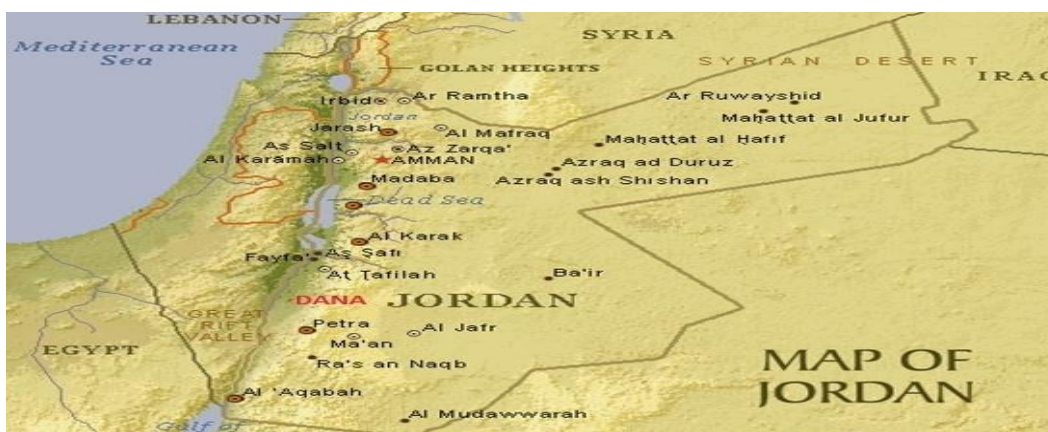 LEBANON
Mediterranean
Sea
SYRIA
GOLAN HEIGHTS
SYRIAN DESERT
IRAQ
Irbid
Ar Ramtha
Ar Ruwayshid
Jordan
Mahattat al Jufur
Jarash
Al Mafraq
Mahattat al Hafif
As Salt
Az Zarqa'
Al Karāmah
AMMAN
Azraq ad Duruz
Azraq ash Shishan
Madaba
Dead Sea
Al Karak
Fayfa'
Aş Şafi
At Tafilah
Ba'ir
DANA
JORDAN
GREAT
RIFT
VALLEY
Petra
Al Jafr
Ma'an
EGYPT
Ra's an Naqb
MAP OF
JORDAN
Al 'Aqabah
Al Mudawwarah
Gulf of